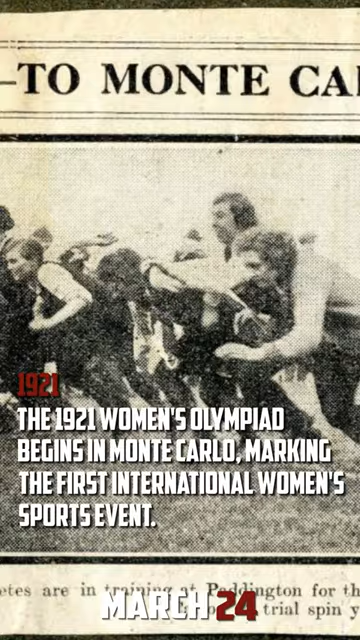 –TO MONTE CA
1921
THE 1921 WOMEN'S OLYMPIAD
BEGINS IN MONTE CARLO, MARKING
THE FIRST INTERNATIONAL WOMEN'S
SPORTS EVENT.
etes are in training at Paddington for th
MARCH 24
trial spin